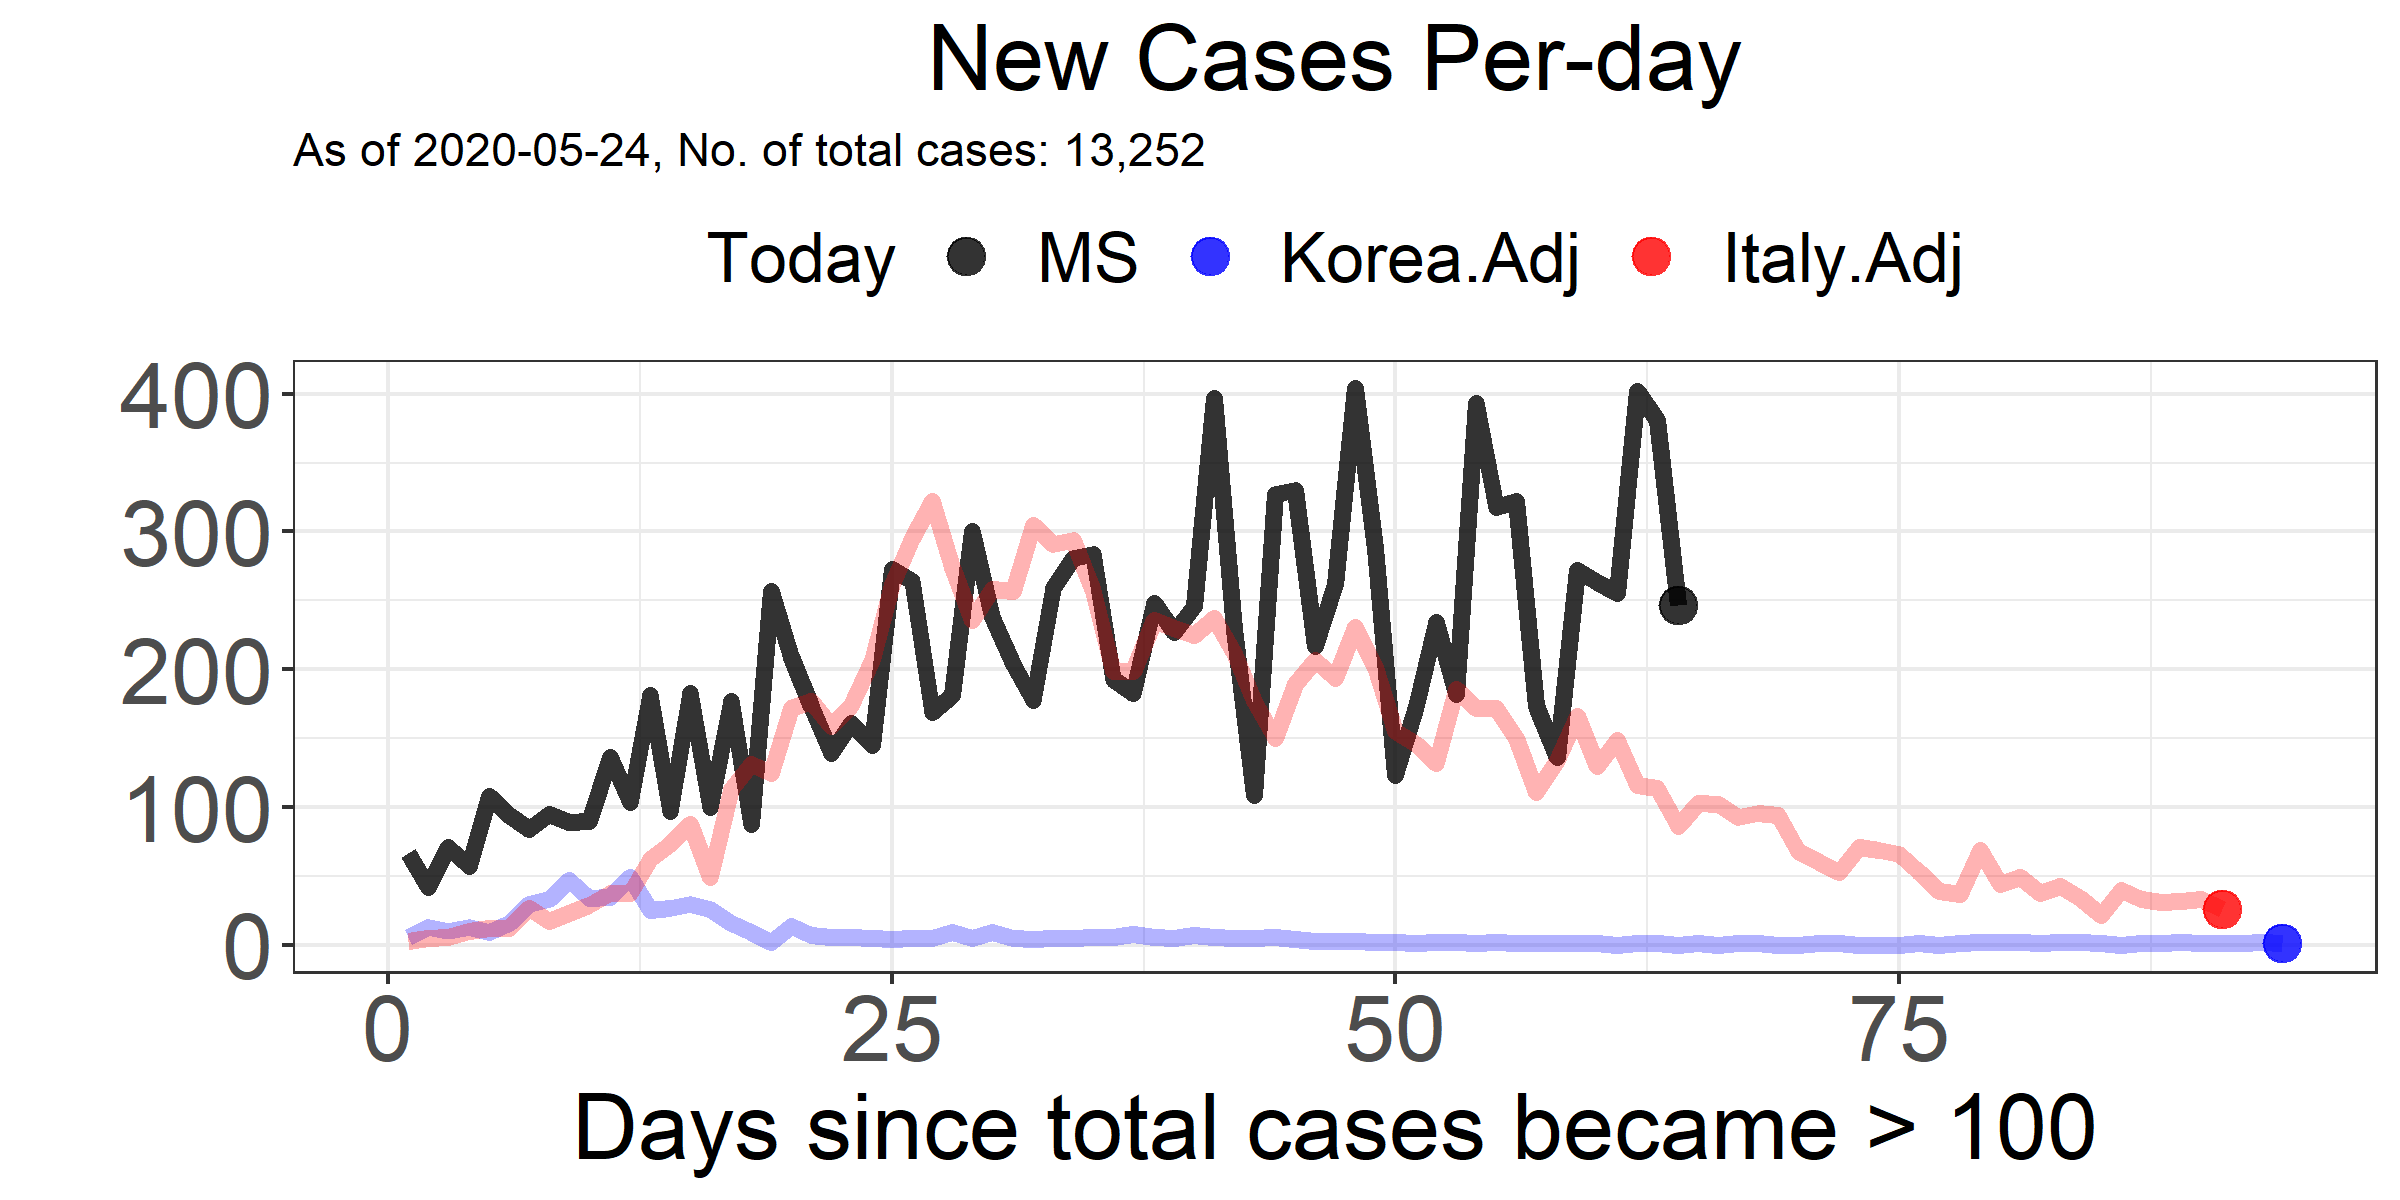 New Cases Per-day
As of 2020-05-24, No. of total cases: 13,252
Today MS Korea.Adj Italy.Adj
400
300
200
100
0
0 25 50 75
Days since total cases became > 100